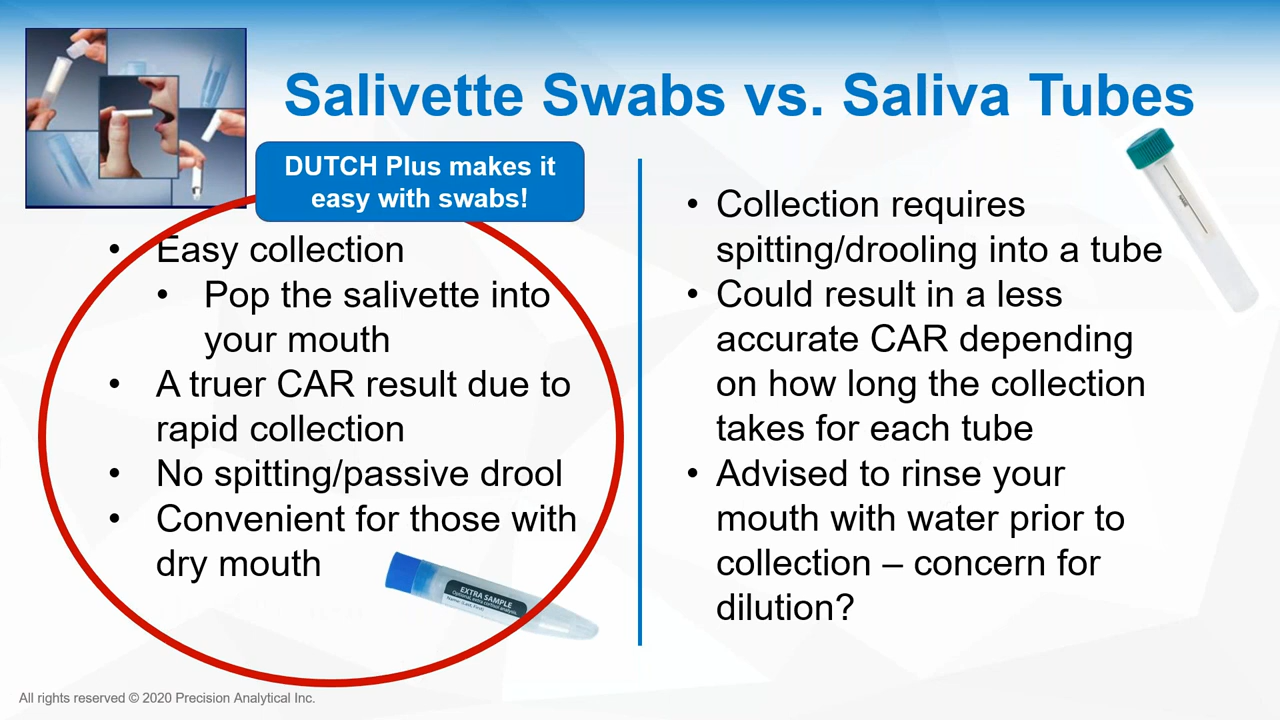 Salivette Swabs vs. Saliva Tubes
DUTCH Plus makes it
easy with swabs!
• Easy collection
• Pop the salivette into
your mouth
• A truer CAR result due to
rapid collection
• No spitting/passive drool
• Convenient for those with
dry mouth
EXTRA SAMPLE
Optional, extra cortisol analysis.
• Collection requires
spitting/drooling into a tube
• Could result in a less
accurate CAR depending
on how long the collection
takes for each tube
• Advised to rinse your
mouth with water prior to
collection – concern for
dilution?
All rights reserved © 2020 Precision Analytical Inc.